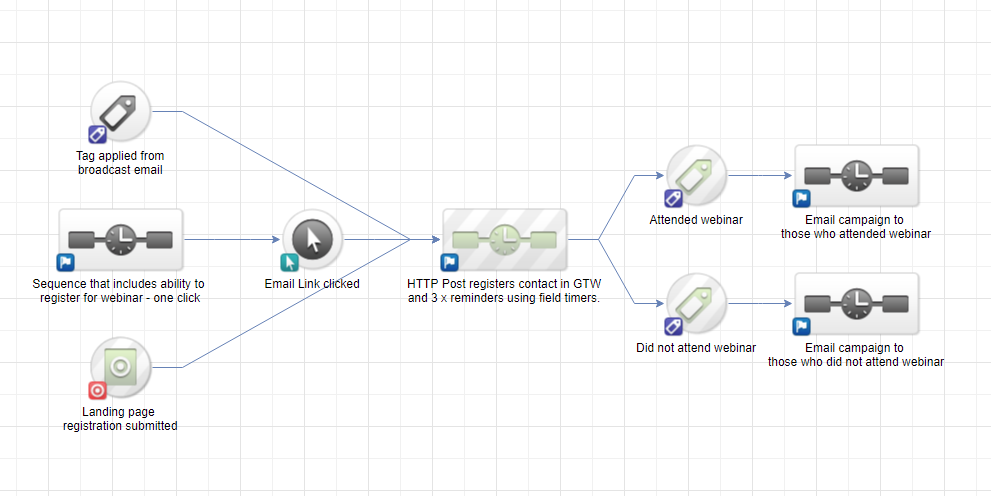 Tag applied from
broadcast email
Sequence that includes ability to
register for webinar - one click
Email Link clicked
Landing page
registration submitted
HTTP Post registers contact in GTW
and 3 x reminders using field timers.
Attended webinar
Email campaign to
those who attended webinar
Did not attend webinar
Email campaign to
those who did not attend webinar